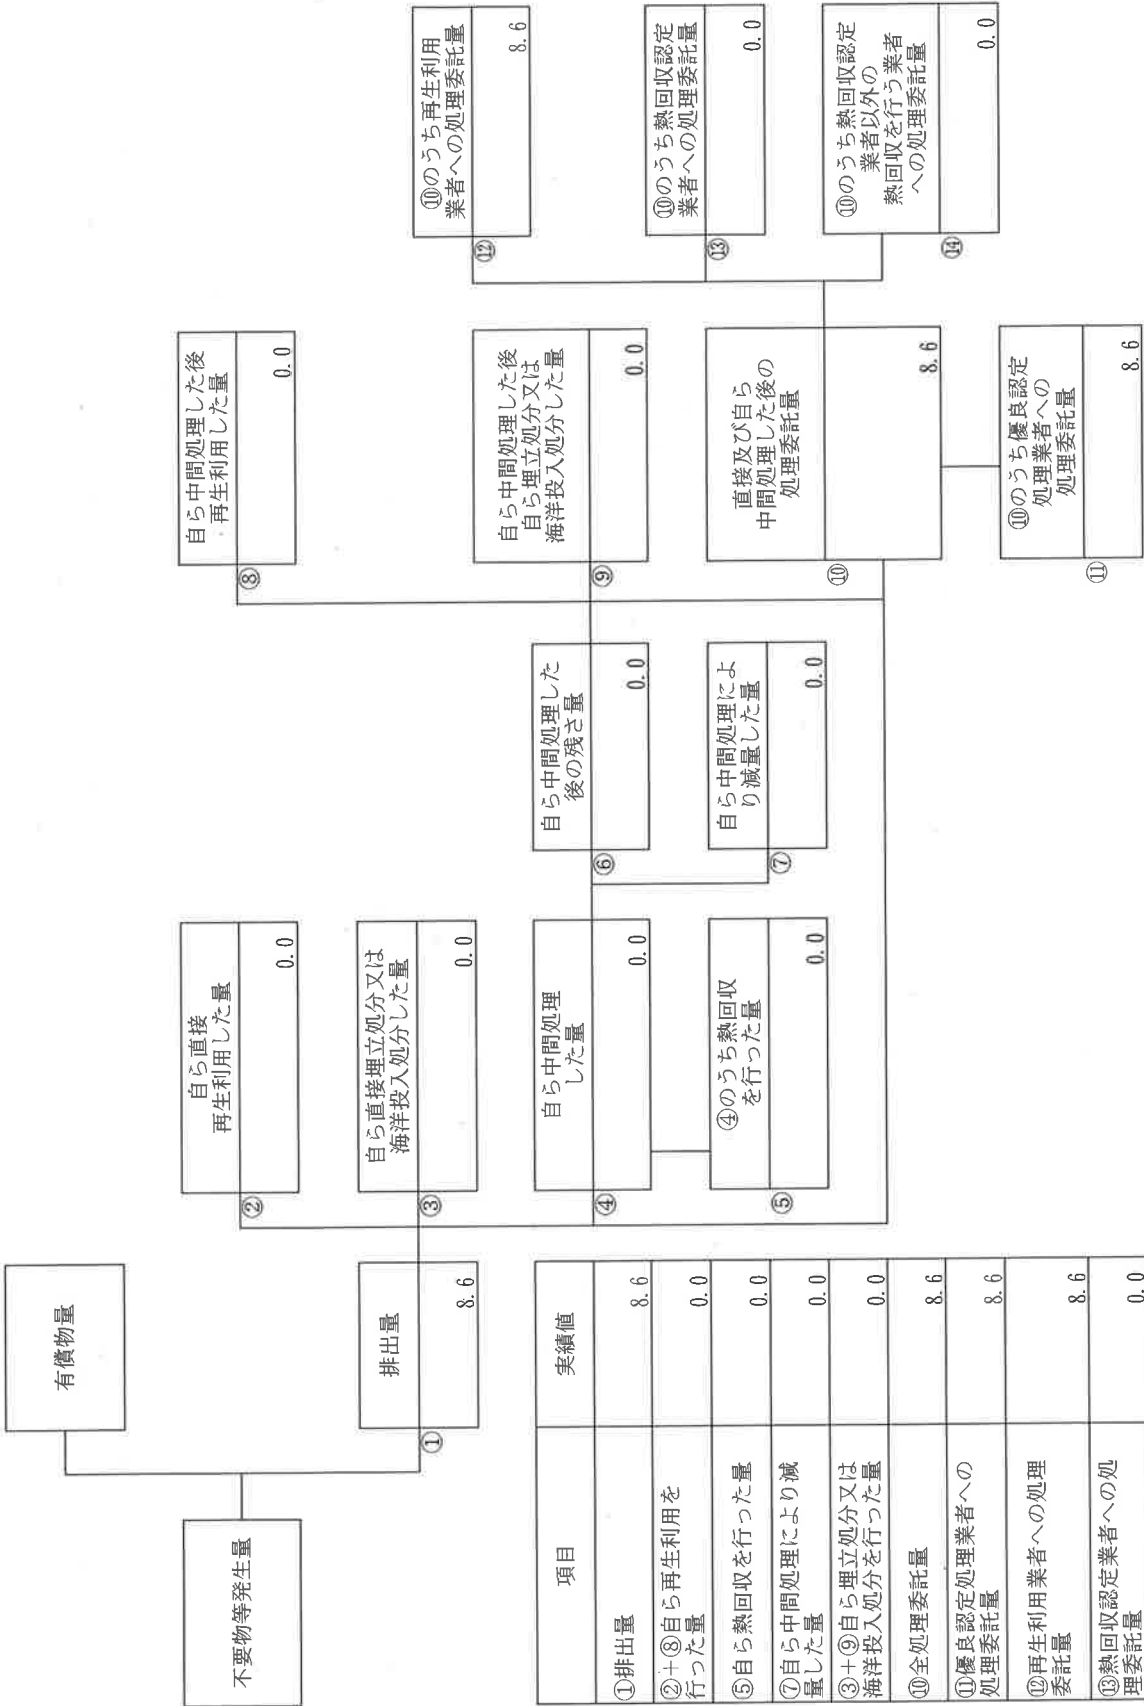 不要物等発生量
有償物量
排出量
①
8.6
自ら直接
再生利用した量
②
0.0
自ら直接埋立処分又は
海洋投入処分した量
③
0.0
自ら中間処理
した量
④
0.0
④のうち熱回収
を行った量
⑤
0.0
自ら中間処理した
後の残さ量
⑥
0.0
自ら中間処理によ
り減量した量
⑦
0.0
自ら中間処理した後
再生利用した量
⑧
0.0
自ら中間処理した後
自ら埋立処分又は
海洋投入処分した量
⑨
0.0
直接及び自ら
中間処理した後の
処理委託量
⑩
8.6
⑩のうち優良認定
処理業者への
処理委託量
⑪
8.6
⑩のうち再生利用
業者への処理委託量
⑫
8.6
⑩のうち熱回収認定
業者への処理委託量
⑬
0.0
⑩のうち熱回収認定
業者以外の
熱回収を行う業者
への処理委託量
⑭
0.0
項目 実績値
①排出量 8.6
②+⑧自ら再生利用を
行った量 0.0
⑤自ら熱回収を行った量 0.0
⑦自ら中間処理により減
量した量 0.0
③+⑨自ら埋立処分又は
海洋投入処分を行った量 0.0
⑩全処理委託量 8.6
⑪優良認定処理業者への
処理委託量 8.6
⑫再生利用業者への処理
委託量 8.6
⑬熱回収認定業者への処
理委託量 0.0